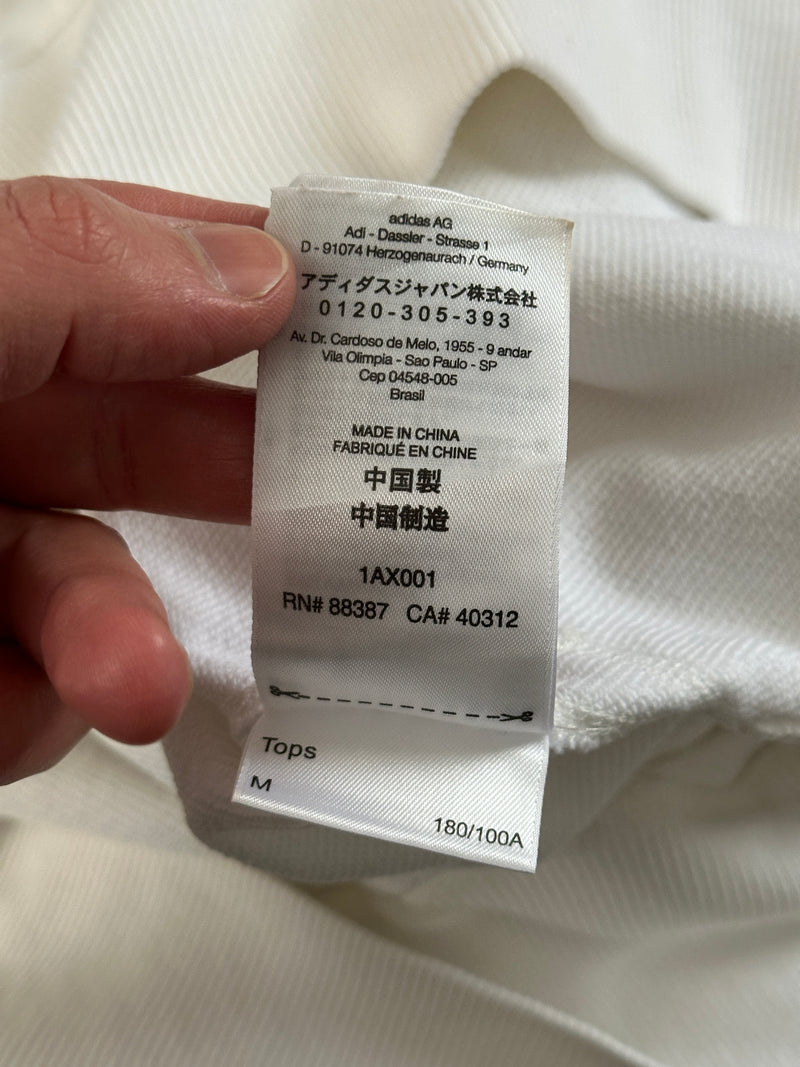 adidas AG
Adi - Dassler - Strasse 1
D - 91074 Herzogenaurach / Germany
アディダスジャパン株式会社
0120-305-393
Av. Dr. Cardoso de Melo, 1955 - 9 andar
Vila Olimpia - Sao Paulo - SP
Cep 04548-005
Brasil
MADE IN CHINA
FABRIQUÉ EN CHINE
中国製
中国制造
1AX001
RN# 88387 CA# 40312
Tops
M
180/100A